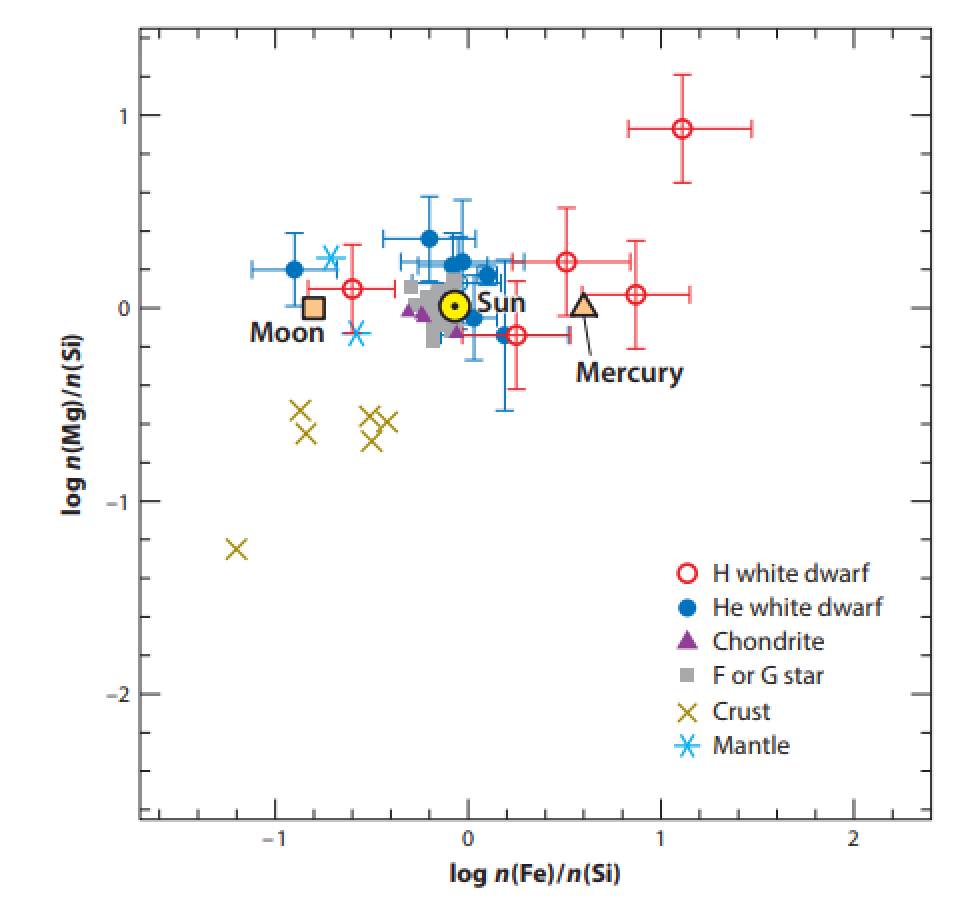 1
0
−1
−2
log n(Mg)/n(Si)
Sun
Moon
Mercury
H white dwarf
He white dwarf
Chondrite
F or G star
Crust
Mantle
−1
0
1
2
log n(Fe)/n(Si)